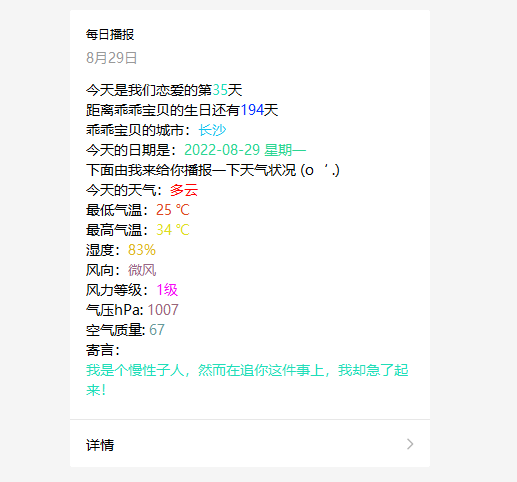 每日播报
8月29日
今天是我们恋爱的第35天
距离乖乖宝贝的生日还有194天
乖乖宝贝的城市：长沙
今天的日期是：2022-08-29 星期一
下面由我来给你播报一下天气状况 (o゜.)
今天的天气：多云
最低气温：25 ℃
最高气温：34 ℃
湿度：83%
风向：微风
风力等级：1级
气压hPa: 1007
空气质量: 67
寄言：
我是个慢性子人，然而在追你这件事上，我却急了起
来！
详情